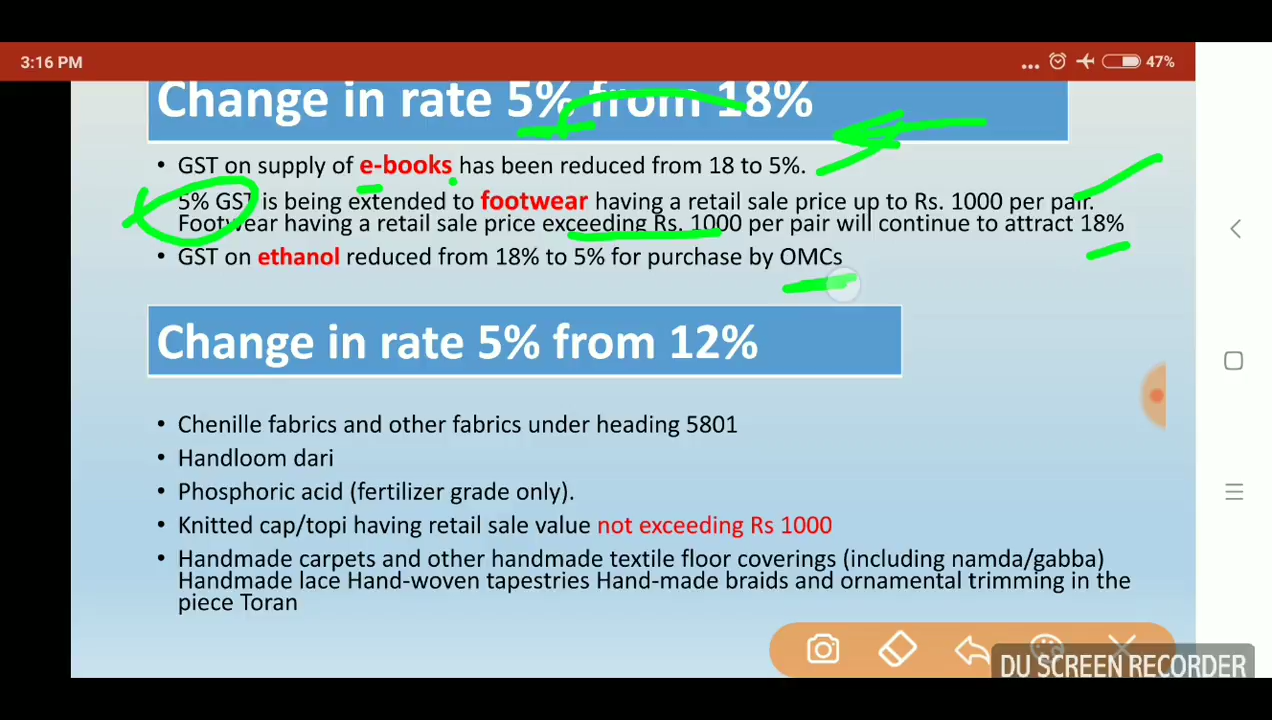 3:16 PM
47%
Change in rate 5% from 18%
• GST on supply of e-books has been reduced from 18 to 5%.
5% GST is being extended to footwear having a retail sale price up to Rs. 1000 per pair.
Footwear having a retail sale price exceeding Rs. 1000 per pair will continue to attract 18%
• GST on ethanol reduced from 18% to 5% for purchase by OMCs
Change in rate 5% from 12%
• Chenille fabrics and other fabrics under heading 5801
• Handloom dari
• Phosphoric acid (fertilizer grade only).
• Knitted cap/topi having retail sale value not exceeding Rs 1000
• Handmade carpets and other handmade textile floor coverings (including namda/gabba)
Handmade lace Hand-woven tapestries Hand-made braids and ornamental trimming in the
piece Toran
DU SCREEN RECORDER